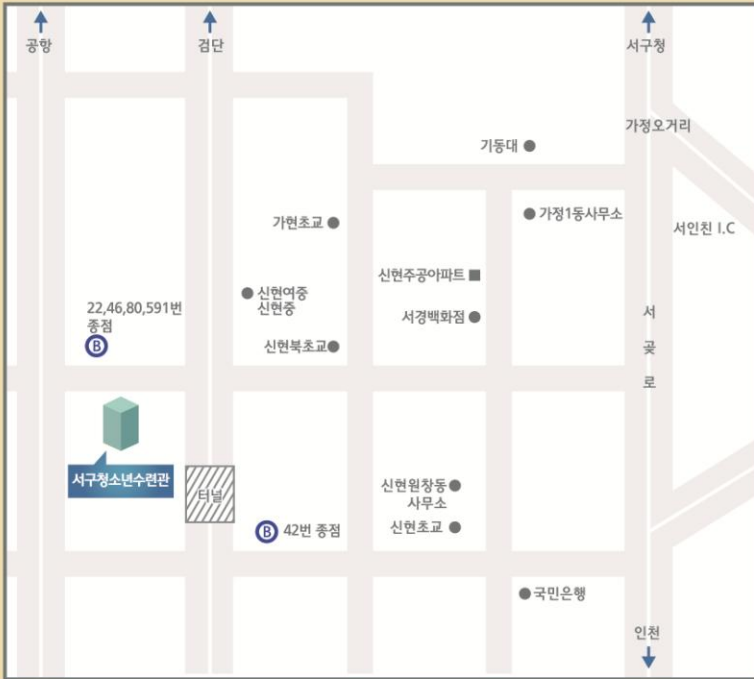 공항
검단
서구청
가정오거리
기동대
가정1동사무소
가현초교
서인친 I.C
신현주공아파트
신현여중
신현중
22,46,80,591번
종점
B
서경백화점
신현북초교
서
곶
로
서구청소년수련관
터널
신현원창동
사무소
B 42번 종점
신현초교
국민은행
인천